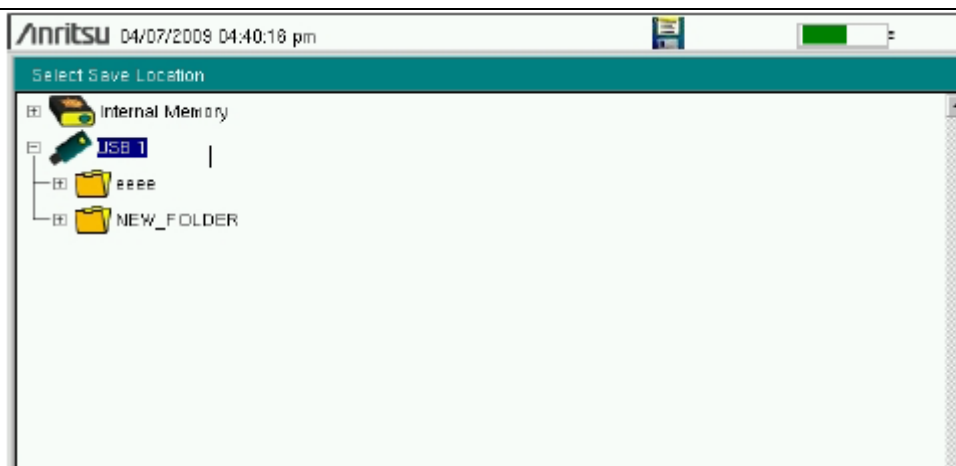 Anritsu 04/07/2009 04:40:16 pm
Select Save Location
Internal Memory
USB 1
eeee
NEW_FOLDER